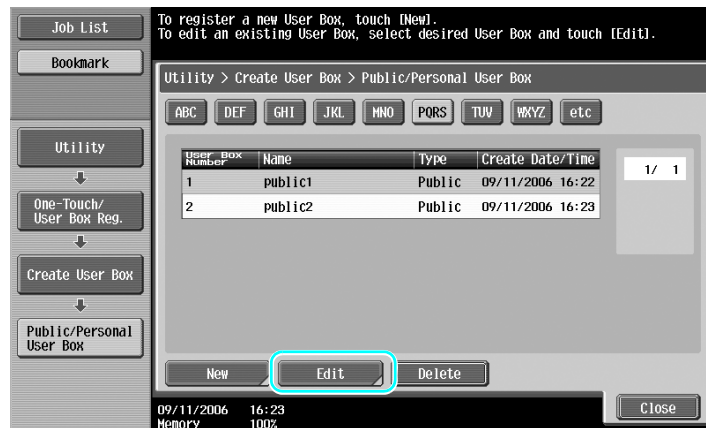 Job List
Bookmark
To register a new User Box, touch [New].
To edit an existing User Box, select desired User Box and touch [Edit].
Utility > Create User Box > Public/Personal User Box
ABC DEF GHI JKL MNO PQRS TUV WXYZ etc
Utility
One-Touch/
User Box Reg.
Create User Box
Public/Personal
User Box
User Box
Number Name Type Create Date/Time
1 public1 Public 09/11/2006 16:22
2 public2 Public 09/11/2006 16:23
1/ 1
New Edit Delete
09/11/2006 16:23
Memory 100%
Close